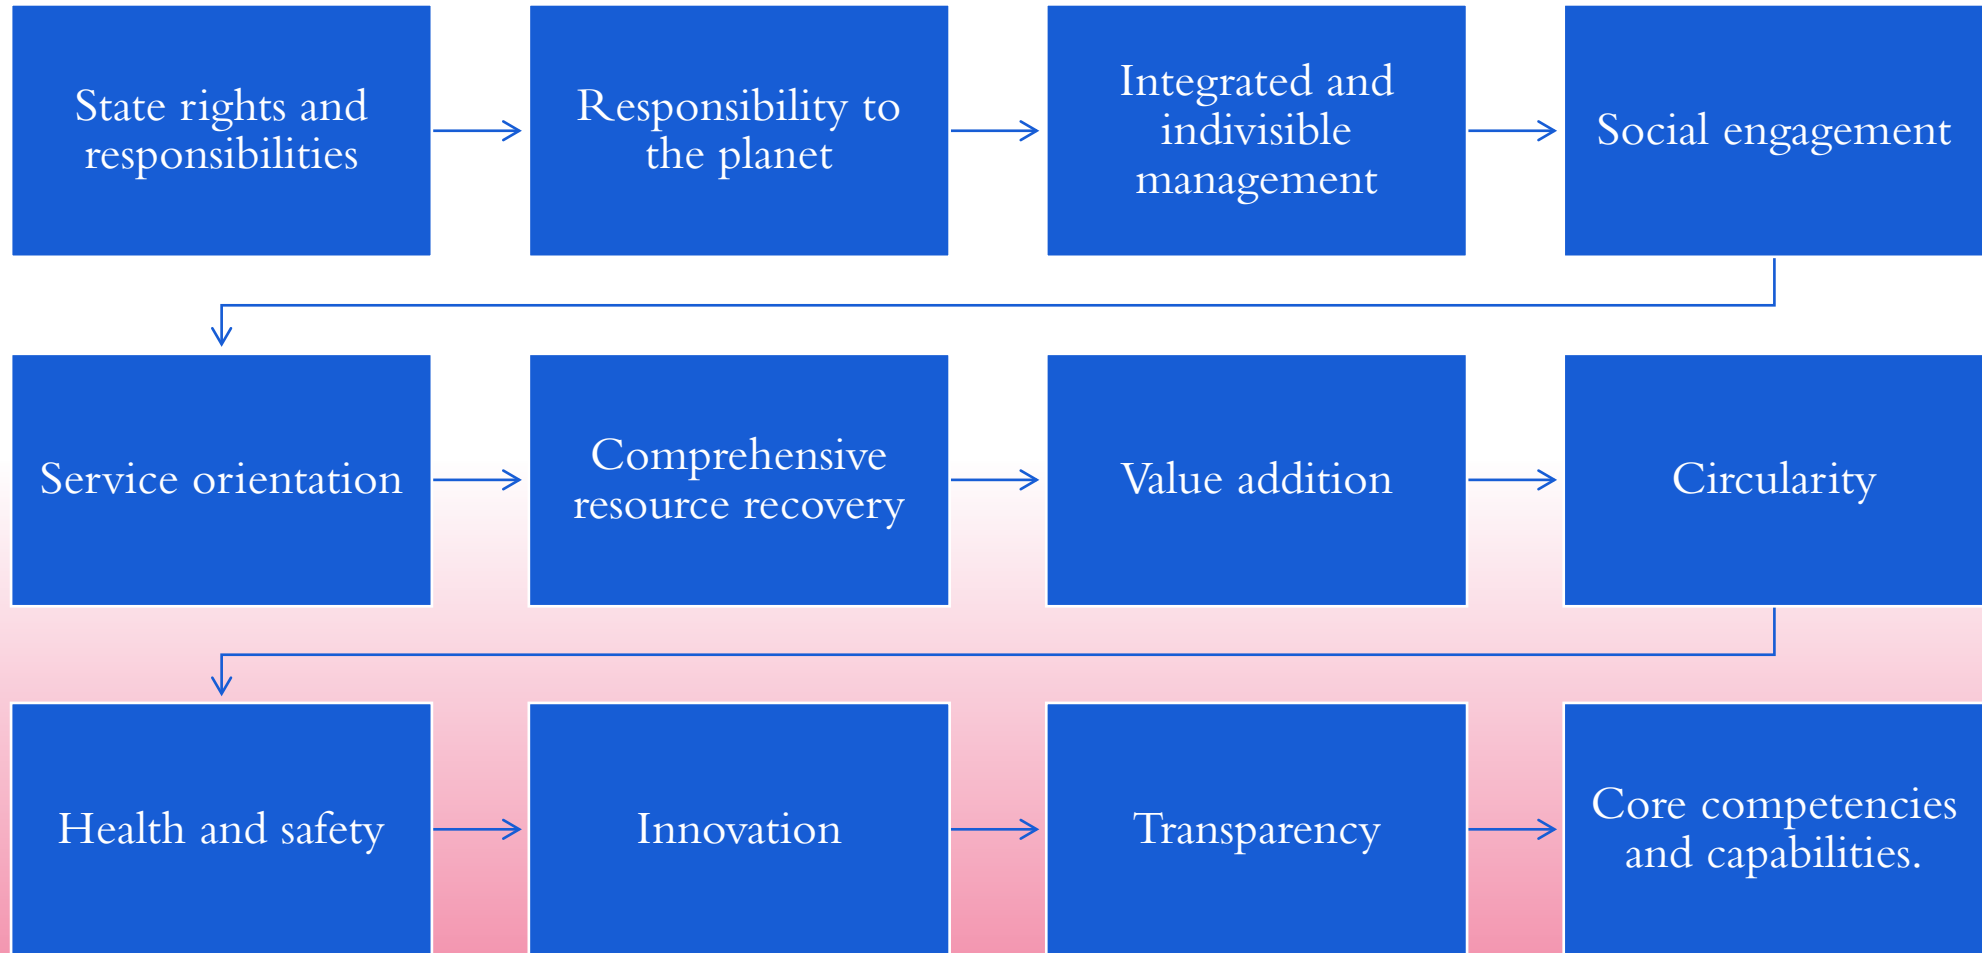 State rights and
responsibilities
Responsibility to
the planet
Integrated and
indivisible
management
Social engagement
Service orientation
Comprehensive
resource recovery
Value addition
Circularity
Health and safety
Innovation
Transparency
Core competencies
and capabilities.